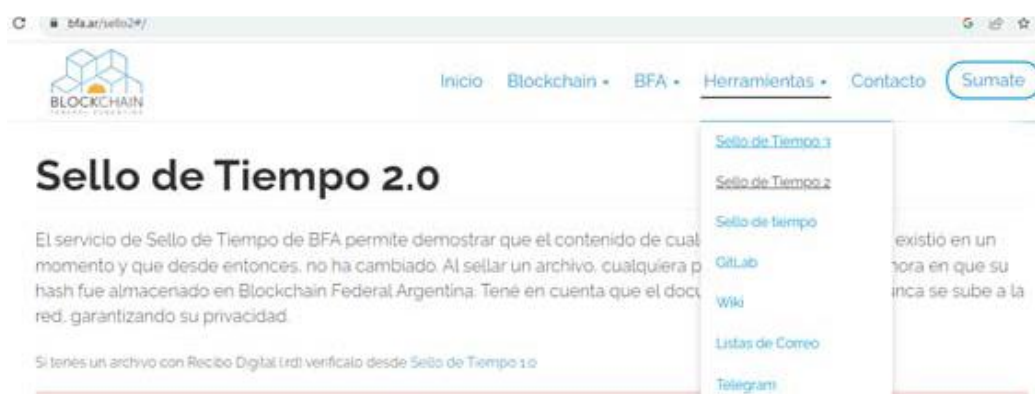 bfa.ar/sello2#/
BLOCKCHAIN
FEDERAL ARGENTINA
Inicio Blockchain BFA Herramientas Contacto Sumate
Sello de Tiempo 3
Sello de Tiempo 2
Sello de tiempo
GitLab
Wiki
Listas de Correo
Telegram
Sello de Tiempo 2.0
El servicio de Sello de Tiempo de BFA permite demostrar que el contenido de cual existió en un
momento y que desde entonces, no ha cambiado. Al sellar un archivo, cualquiera p hora en que su
hash fue almacenado en Blockchain Federal Argentina. Tené en cuenta que el docu nca se sube a la
red, garantizando su privacidad.
Si tenés un archivo con Recibo Digital (.rd) verificalo desde Sello de Tiempo 1.0